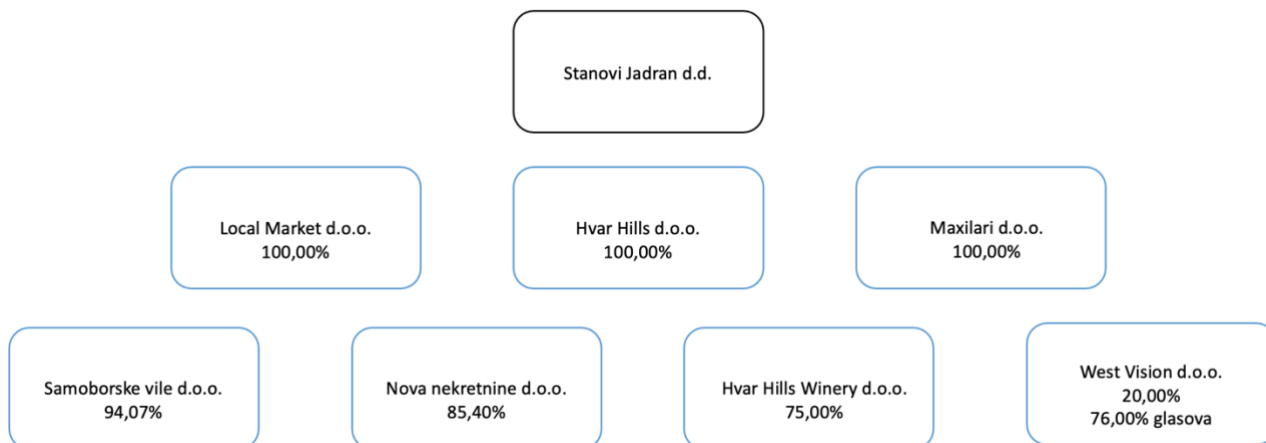 Stanovi Jadran d.d.
Local Market d.o.o.
100,00%
Hvar Hills d.o.o.
100,00%
Maxilari d.o.o.
100,00%
Samoborske vile d.o.o.
94,07%
Nova nekretnine d.o.o.
85,40%
Hvar Hills Winery d.o.o.
75,00%
West Vision d.o.o.
20,00%
76,00% glasova